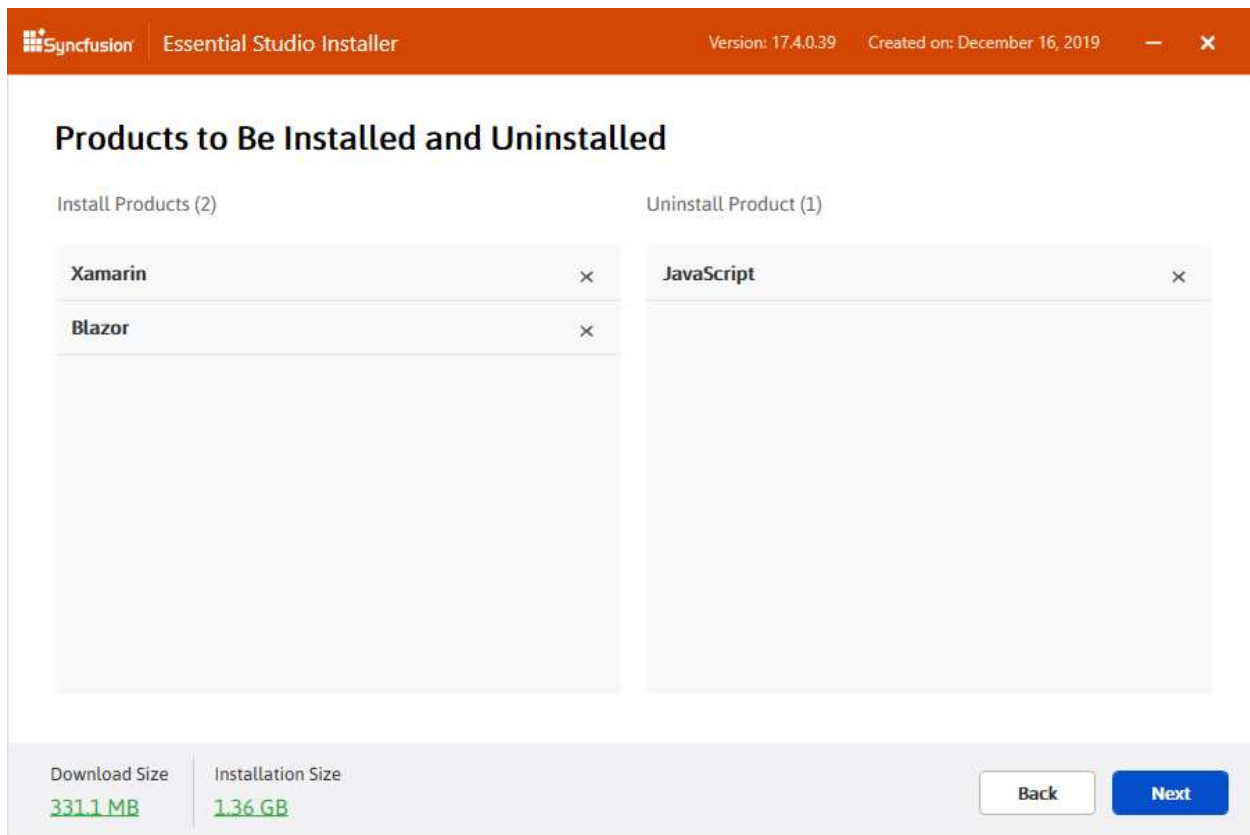 Syncfusion Essential Studio Installer Version: 17.4.0.39 Created on: December 16, 2019
Products to Be Installed and Uninstalled
Install Products (2)
Xamarin
Blazor
Uninstall Product (1)
JavaScript
Download Size
331.1 MB
Installation Size
1.36 GB
Back
Next